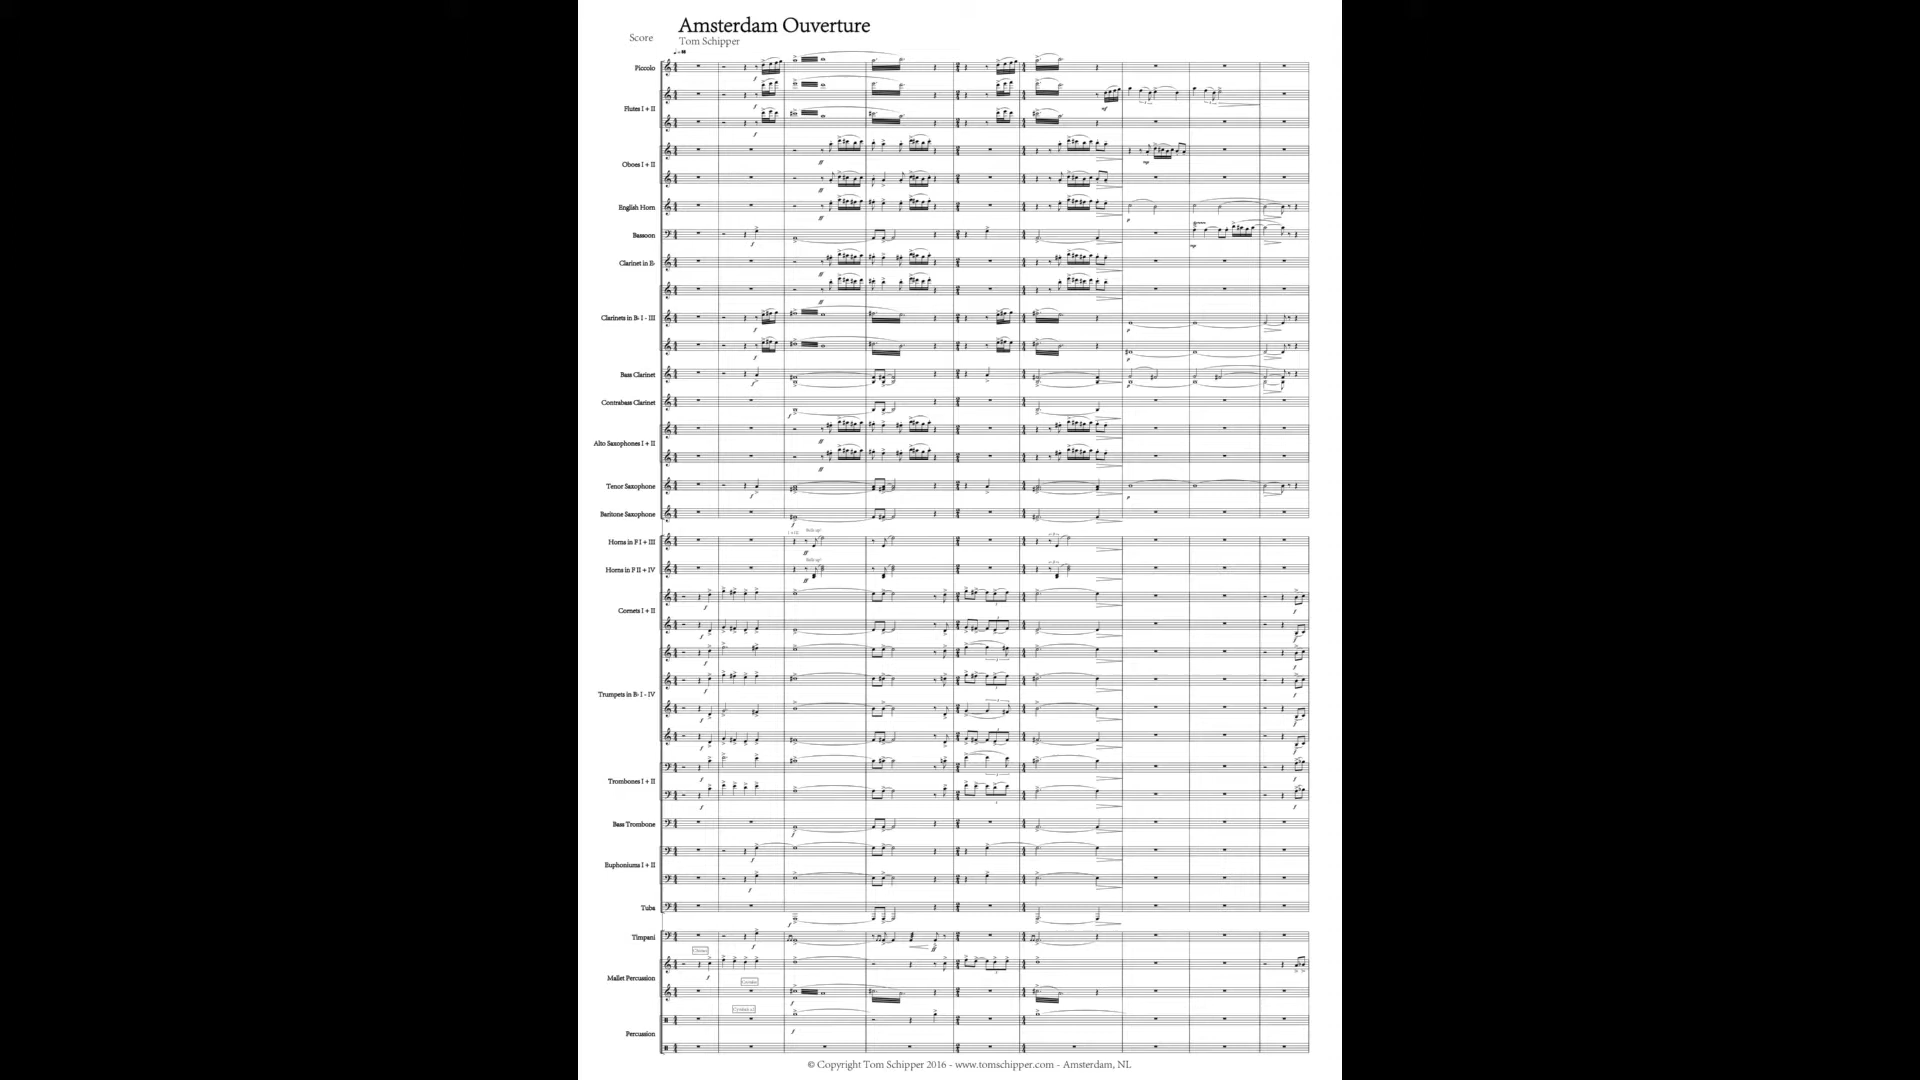 Amsterdam Ouverture
Score
Tom Schipper
Piccolo
Flutes I + II
Oboes I + II
English Horn
Bassoon
Clarinet in E♭
Clarinets in B♭ I - III
Bass Clarinet
Contrabass Clarinet
Alto Saxophones I + II
Tenor Saxophone
Baritone Saxophone
Horns in F I + III
Horns in F II + IV
Cornets I + II
Trumpets in B♭ I - IV
Trombones I + II
Bass Trombone
Euphoniums I + II
Tuba
Timpani
Mallet Percussion
Percussion
© Copyright Tom Schipper 2016 - www.tomschipper.com - Amsterdam, NL